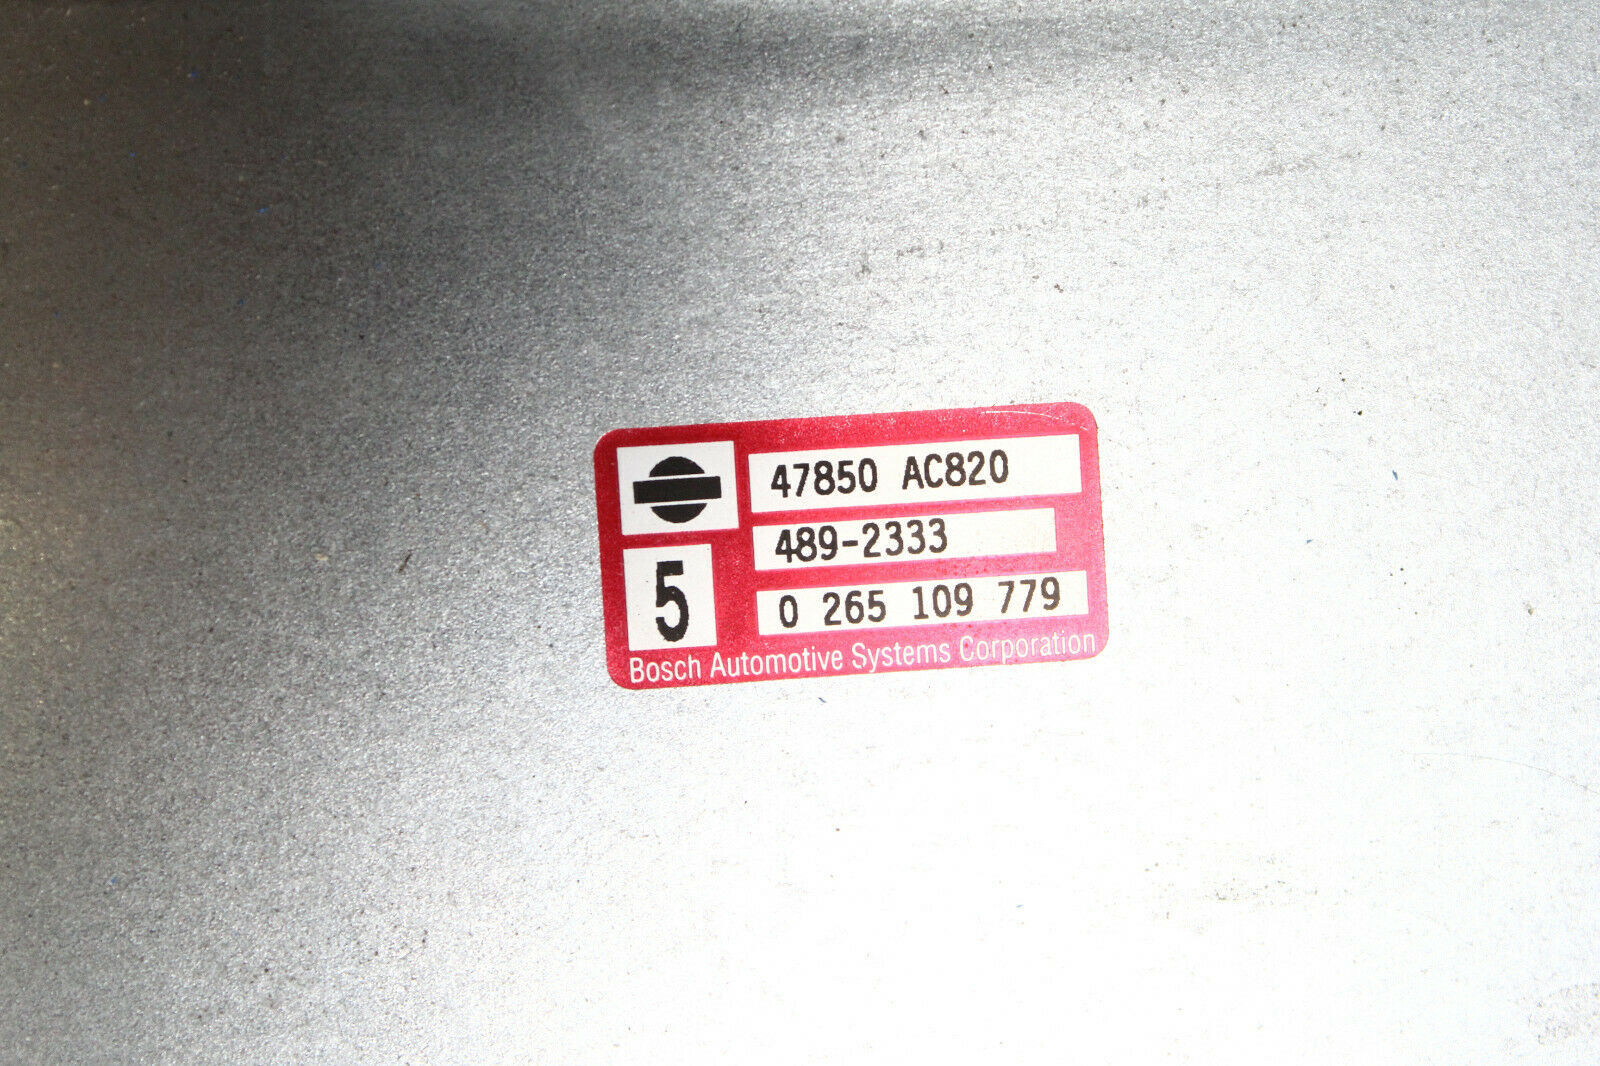 47850 AC820
489-2333
5
0 265 109 779
Bosch Automotive Systems Corporation